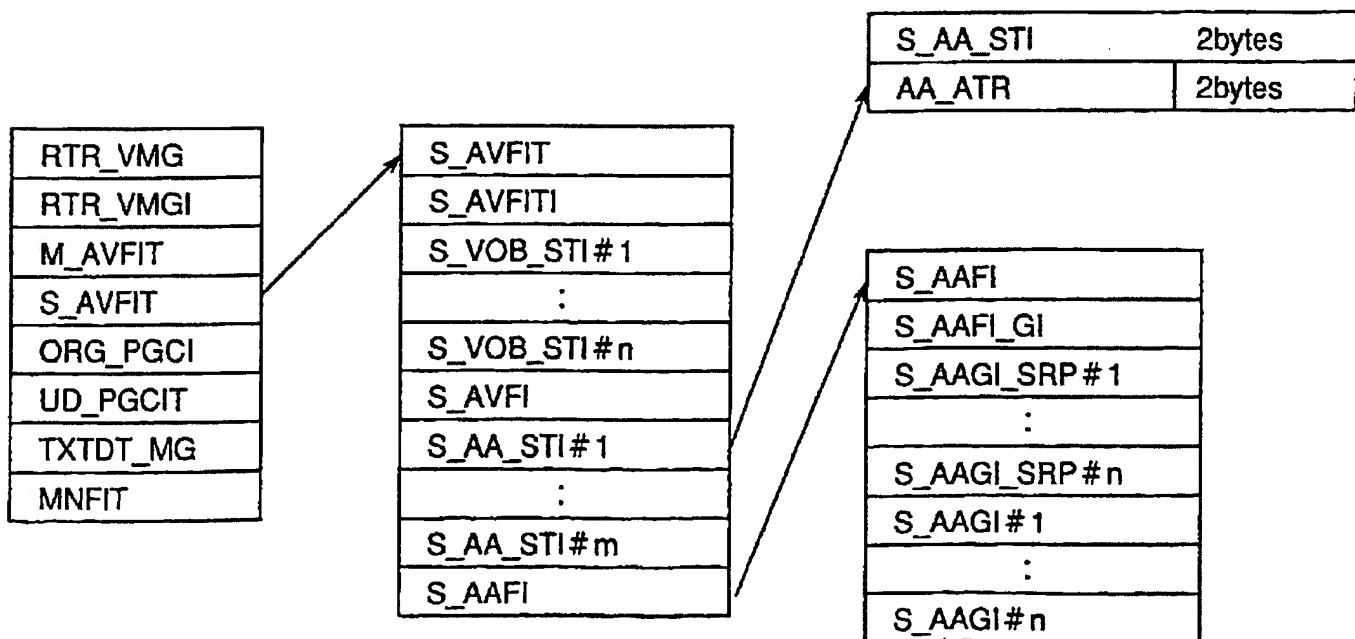 RTR_VMG
RTR_VMGI
M_AVFIT
S_AVFIT
ORG_PGCI
UD_PGCIT
TXTDT_MG
MNFIT
S_AVFIT
S_AVFITI
S_VOB_STI#1
:
S_VOB_STI#n
S_AVFI
S_AA_STI#1
:
S_AA_STI#m
S_AAFI
S_AA_STI 2bytes
AA_ATR 2bytes
S_AAFI
S_AAFI_GI
S_AAGI_SRP#1
:
S_AAGI_SRP#n
S_AAGI#1
:
S_AAGI#n